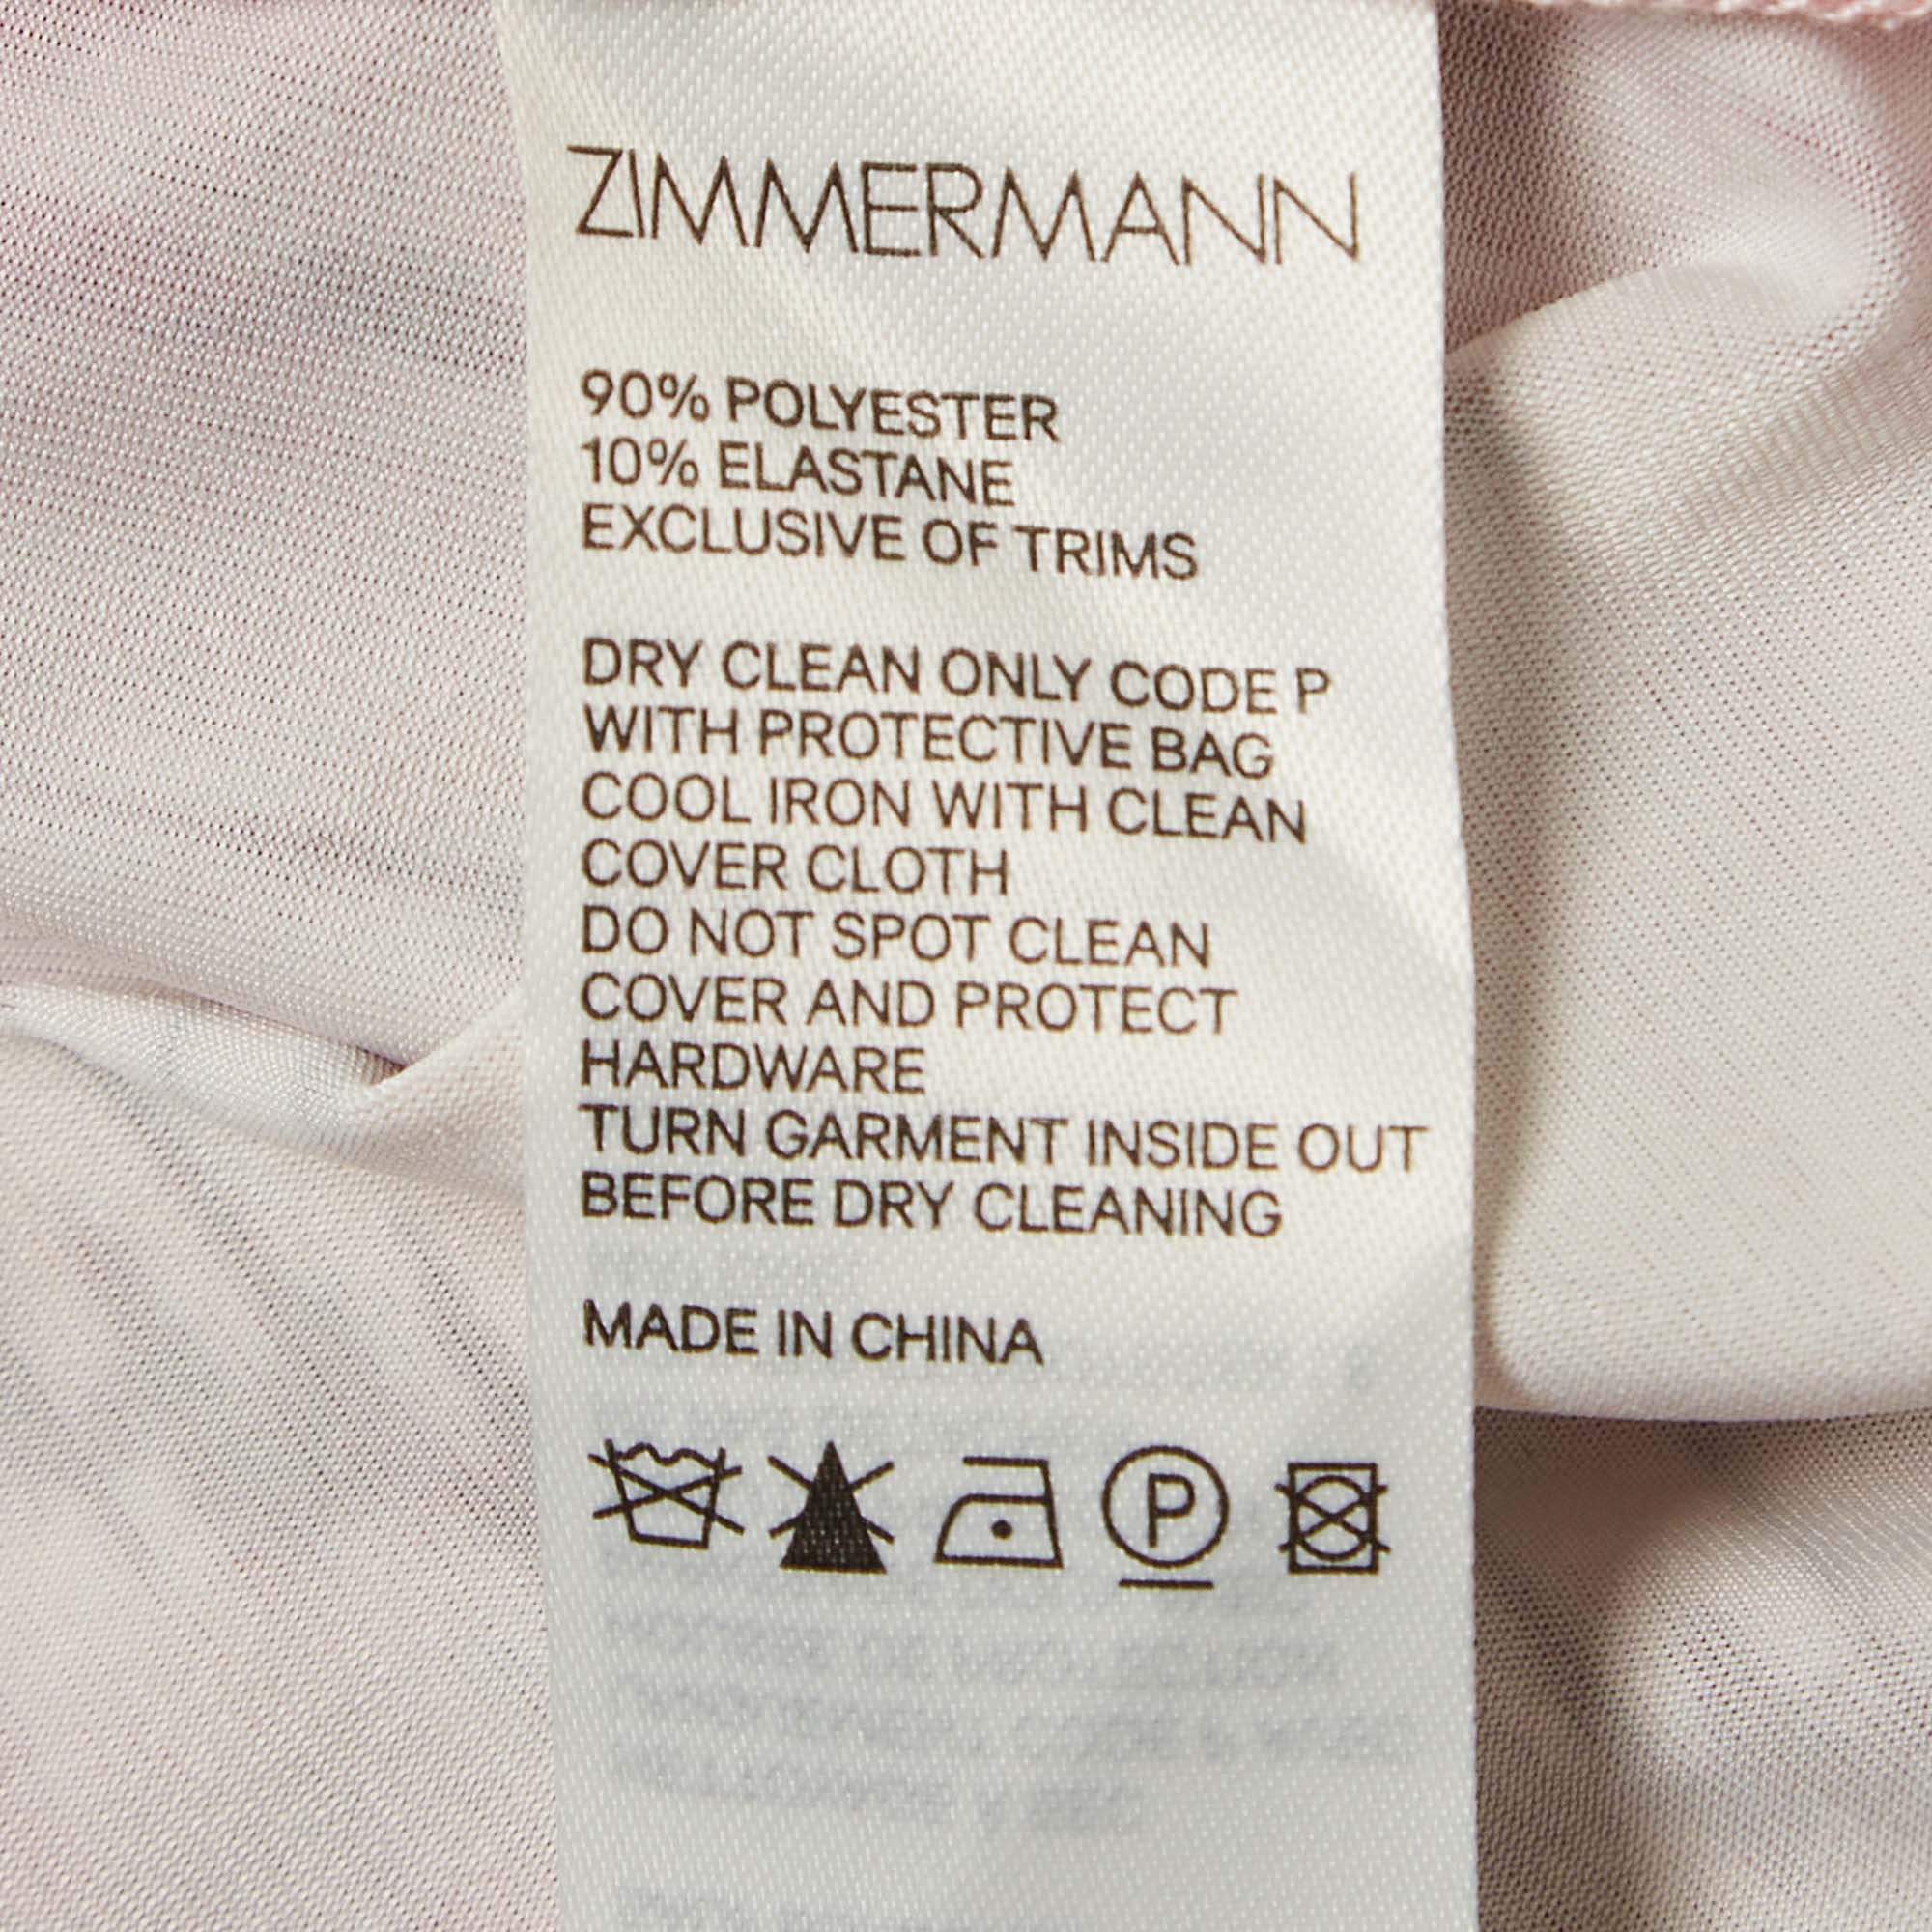 ZIMMERMANN
90% POLYESTER
10% ELASTANE
EXCLUSIVE OF TRIMS
DRY CLEAN ONLY CODE P
WITH PROTECTIVE BAG
COOL IRON WITH CLEAN
COVER CLOTH
DO NOT SPOT CLEAN
COVER AND PROTECT
HARDWARE
TURN GARMENT INSIDE OUT
BEFORE DRY CLEANING
MADE IN CHINA
P